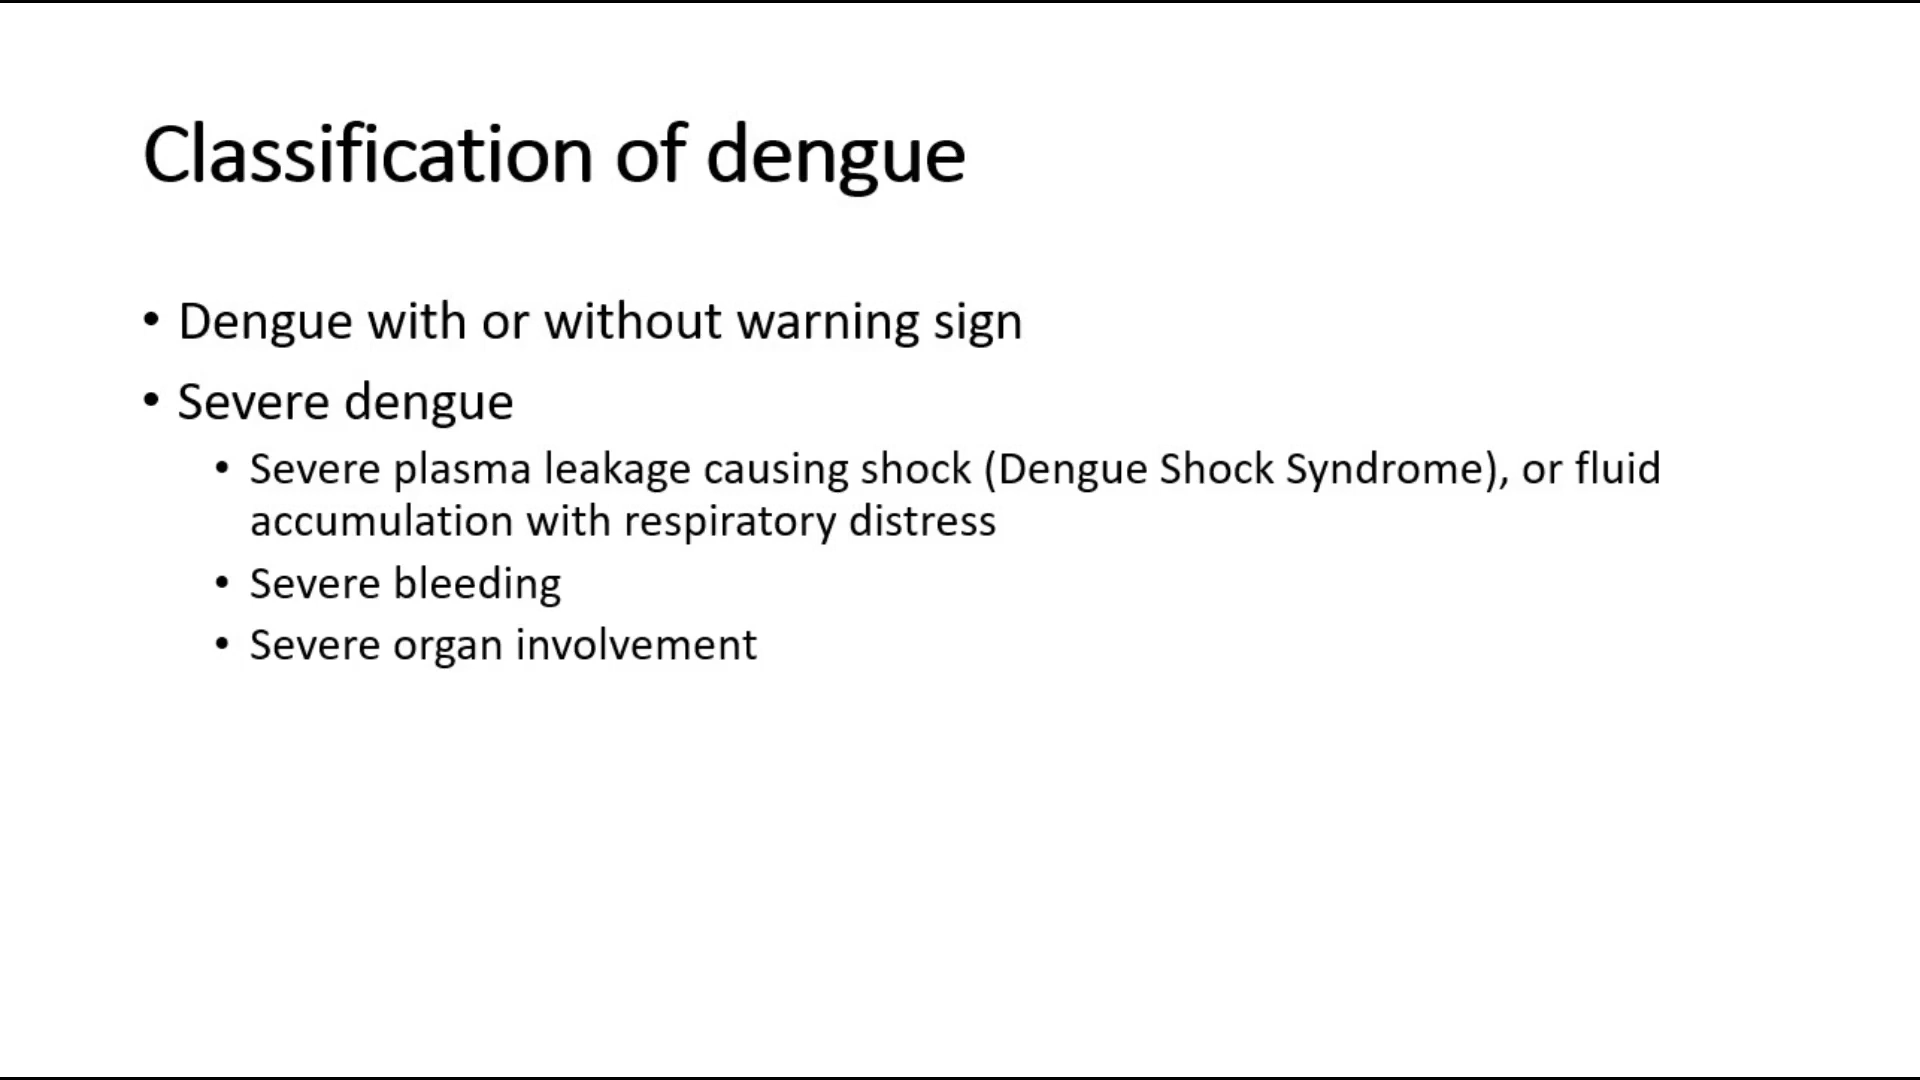 Classification of dengue
• Dengue with or without warning sign
• Severe dengue
• Severe plasma leakage causing shock (Dengue Shock Syndrome), or fluid
accumulation with respiratory distress
• Severe bleeding
• Severe organ involvement